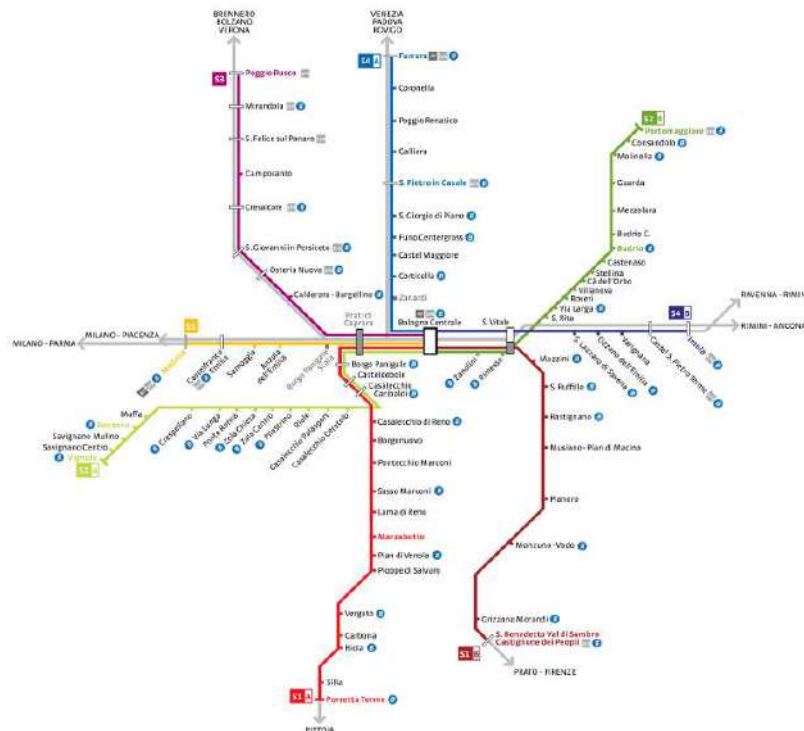 BRENNERO
BOLZANO
VERONA
VENEZIA
PADOVA
ROVIGO
S3
Poggio Rusco
Mirandola
S. Felice sul Panaro
Camposanto
Crevalcore
S. Giovanni in Persiceto
Osteria Nuova
Calderara - Bargellino
S4 A
Ferrara
Coronella
Poggio Renatico
Galliera
S. Pietro in Casale
S. Giorgio di Piano
Funo Centergross
Castel Maggiore
Corticella
Zanardi
Bologna Centrale
S2 B
Portomaggiore
Consandolo
Molinella
Guarda
Mezzolara
Budrio C.
Budrio
Castenaso
Stellina
Cà dell'Orbo
Villanova
Roveri
Via Larga
S. Rita
S. Vitale
Prati di
Caprara
MILANO - PARMA
MILANO - PIACENZA
S5
Modena
Castelfranco
Emilia
Samoggia
Anzola
dell'Emilia
Borgo Panigale
Scala
S4 B
RAVENNA - RIMINI
RIMINI - ANCONA
Imola
Castel S. Pietro Terme
Varignana
Ozzano dell'Emilia
S. Lazzaro di Savena
Zanolini
Mazzini
S. Ruffillo
Rastignano
Musiano - Pian di Macina
Pianoro
Monzuno - Vado
Grizzana Morandi
S. Benedetto Val di Sambro
Castiglione dei Pepoli
S1 B
PRATO - FIRENZE
Borgo Panigale
Casteldebole
Casalecchio
Garibaldi
Casalecchio di Reno
Borgonuovo
Pontecchio Marconi
Sasso Marconi
Lama di Reno
Marzabotto
Pian di Venola
Pioppe di Salvaro
Vergato
Carbona
Riola
Silla
S1 A
Porretta Terme
PISTOIA
Muffa
Bazzano
Savignano Mulino
Savignano Centro
Vignola
S2 A
Crespellano
Via Lunga
Ponte Ronca
Zola Chiesa
Zola Centro
Pilastrino
Riale
Casalecchio Palasport
Casalecchio Ceretolo